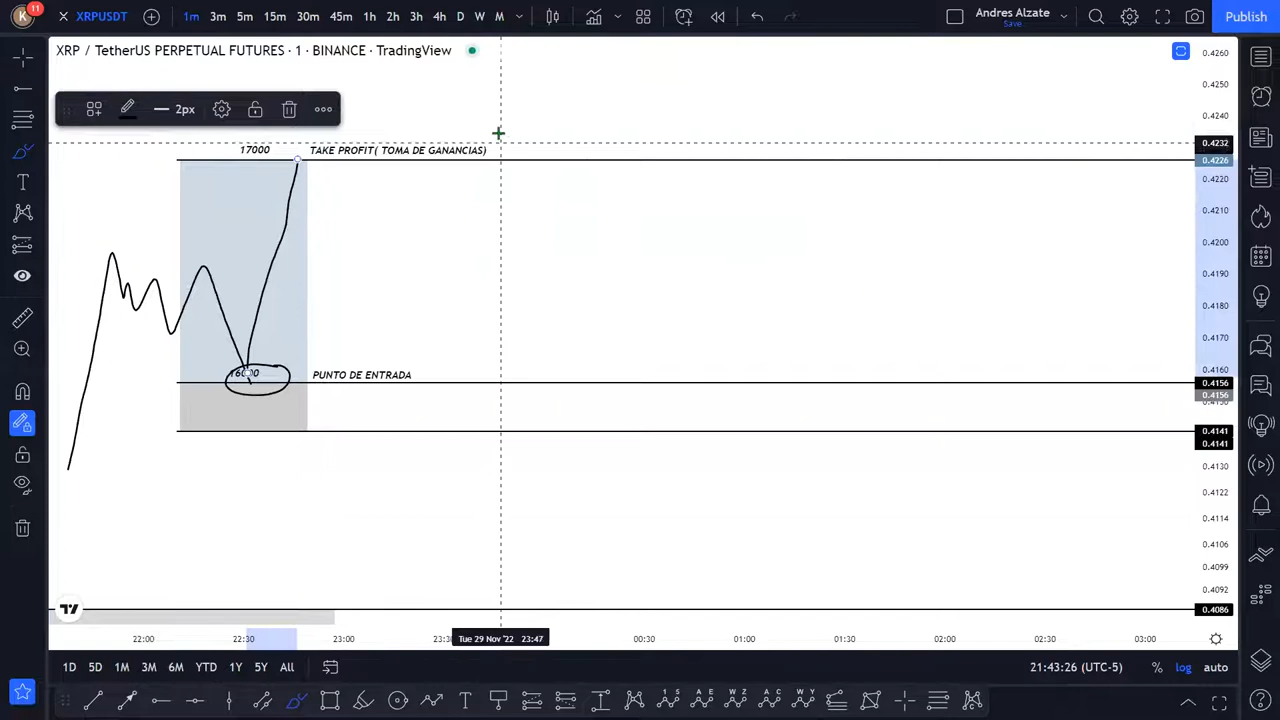 K
11
XRPUSDT
1m 3m 5m 15m 30m 45m 1h 2h 3h 4h D W M
Andres Alzate
Save
Publish
XRP / TetherUS PERPETUAL FUTURES · 1 · BINANCE · TradingView
2px
17000 TAKE PROFIT( TOMA DE GANANCIAS)
PUNTO DE ENTRADA
0.4260
0.4250
0.4240
0.4232
0.4226
0.4220
0.4210
0.4200
0.4190
0.4180
0.4170
0.4160
0.4156
0.4156
0.4141
0.4141
0.4130
0.4122
0.4114
0.4106
0.4099
0.4092
0.4086
22:00 22:30 23:00 Tue 29 Nov '22 23:47 00:30 01:00 01:30 02:00 02:30 03:00
1D 5D 1M 3M 6M YTD 1Y 5Y All
21:43:26 (UTC-5) % log auto
1 S
A E
W Z
A C
W Y